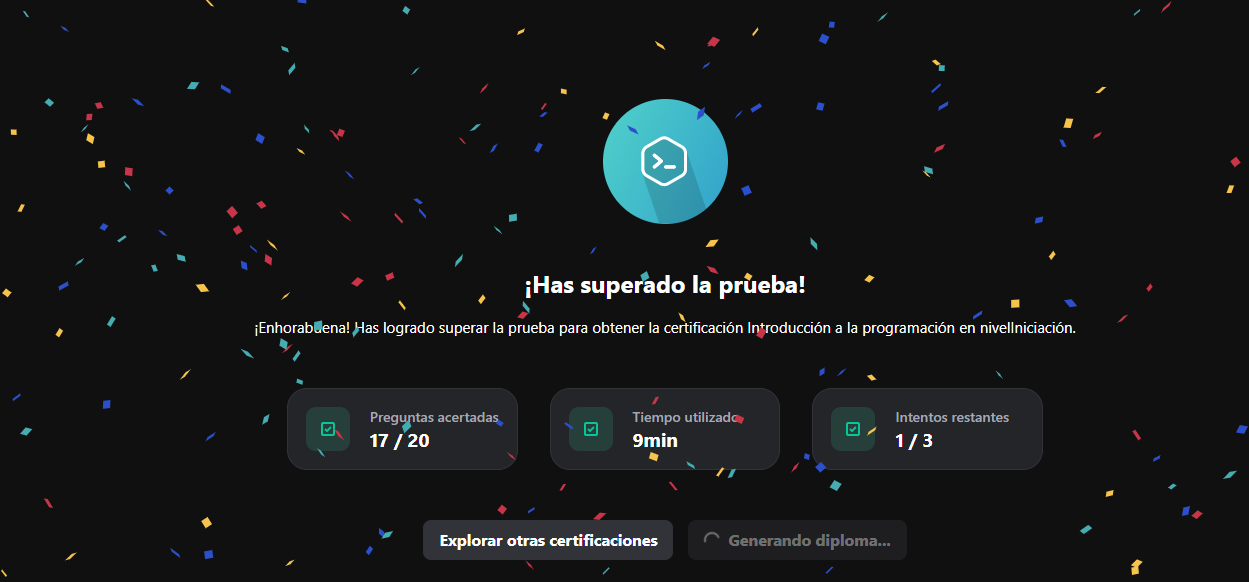 ¡Has superado la prueba!
¡Enhorabuena! Has logrado superar la prueba para obtener la certificación Introducción a la programación en nivelIniciación.
Preguntas acertadas
17 / 20
Tiempo utilizado
9min
Intentos restantes
1 / 3
Explorar otras certificaciones
Generando diploma...